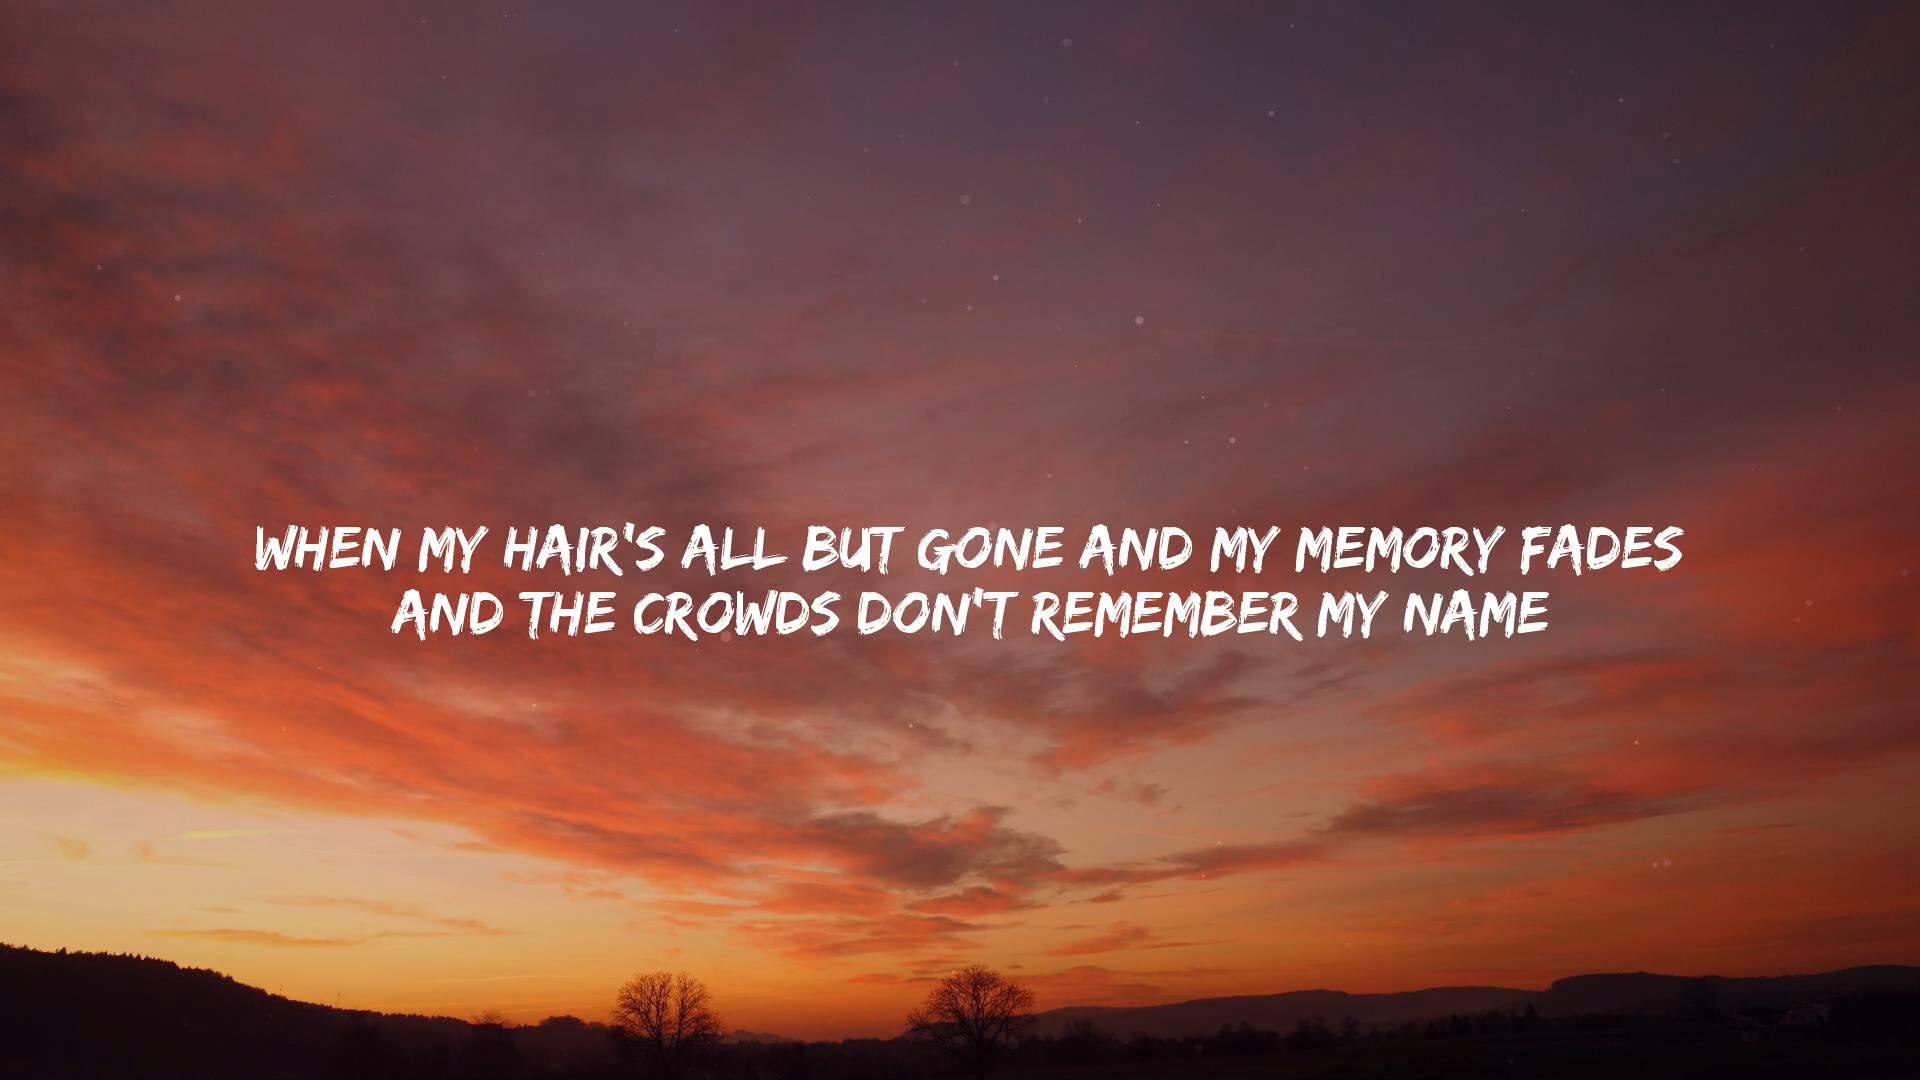 WHEN MY HAIR'S ALL BUT GONE AND MY MEMORY FADES
AND THE CROWDS DON'T REMEMBER MY NAME